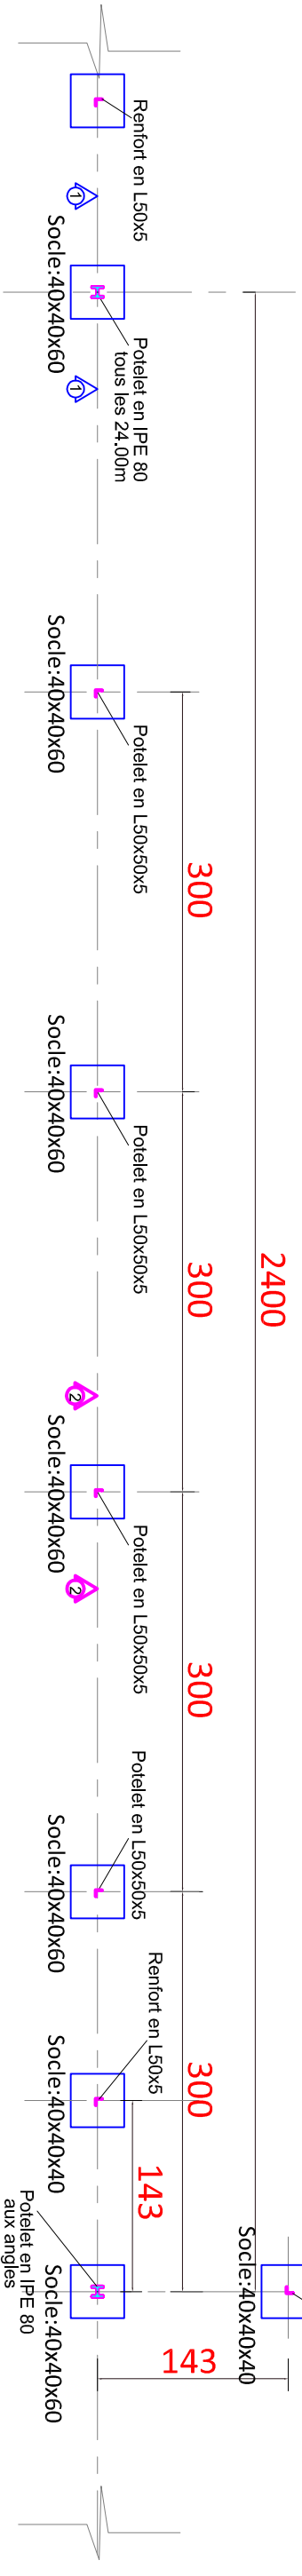 Renfort en L50x5
1
Socle:40x40x60
Potelet en IPE 80
tous les 24.00m
1
Socle:40x40x60
Potelet en L50x50x5
300
Socle:40x40x60
Potelet en L50x50x5
300
2400
2
Socle:40x40x60
Potelet en L50x50x5
2
300
Potelet en L50x50x5
Socle:40x40x60
Renfort en L50x5
300
Socle:40x40x40
143
Potelet en IPE 80
aux angles
Socle:40x40x60
Socle:40x40x40
143